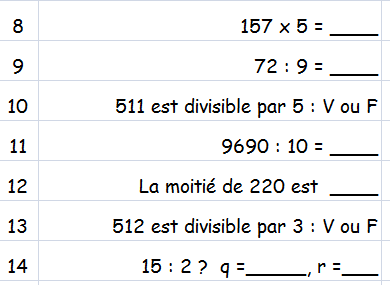 8 157 x 5 = ____
9 72 : 9 = ____
10 511 est divisible par 5 : V ou F
11 9690 : 10 = ____
12 La moitié de 220 est ____
13 512 est divisible par 3 : V ou F
14 15 : 2 ? q =_____, r =___